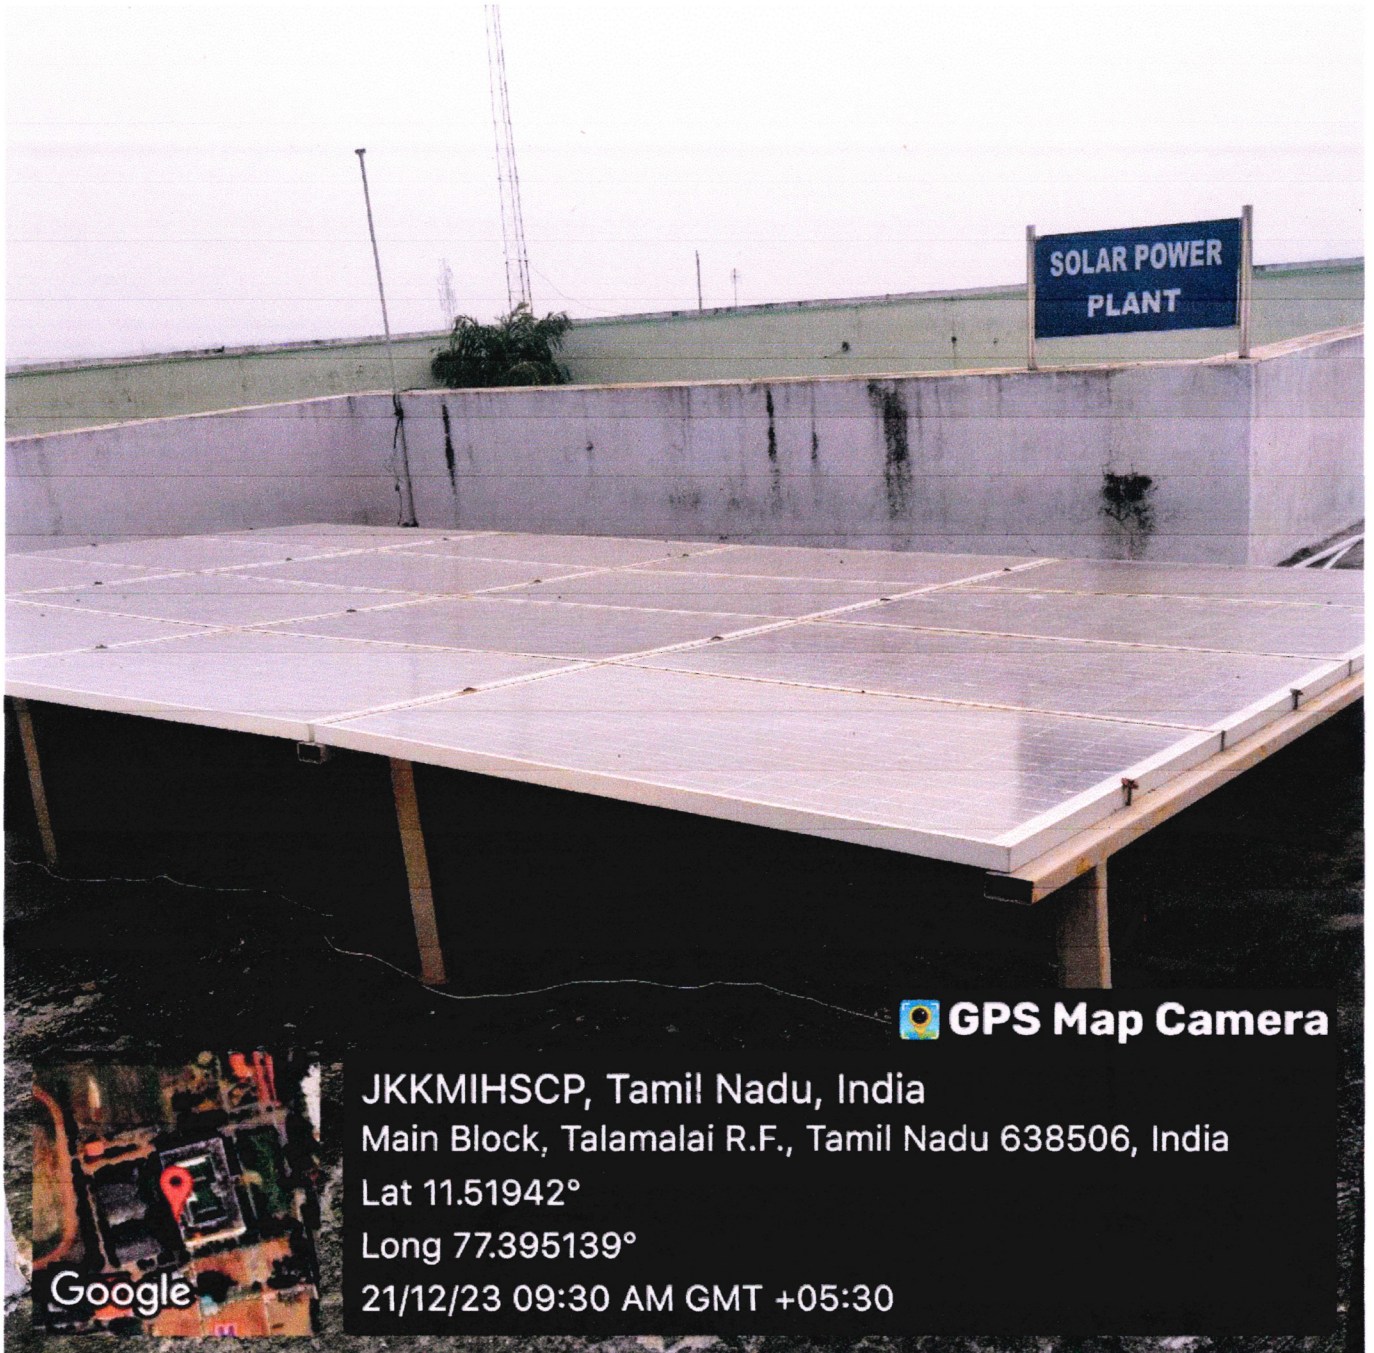 SOLAR POWER
PLANT
GPS Map Camera
JKKMIHSCP, Tamil Nadu, India
Main Block, Talamalai R.F., Tamil Nadu 638506, India
Lat 11.51942°
Long 77.395139°
21/12/23 09:30 AM GMT +05:30
Google